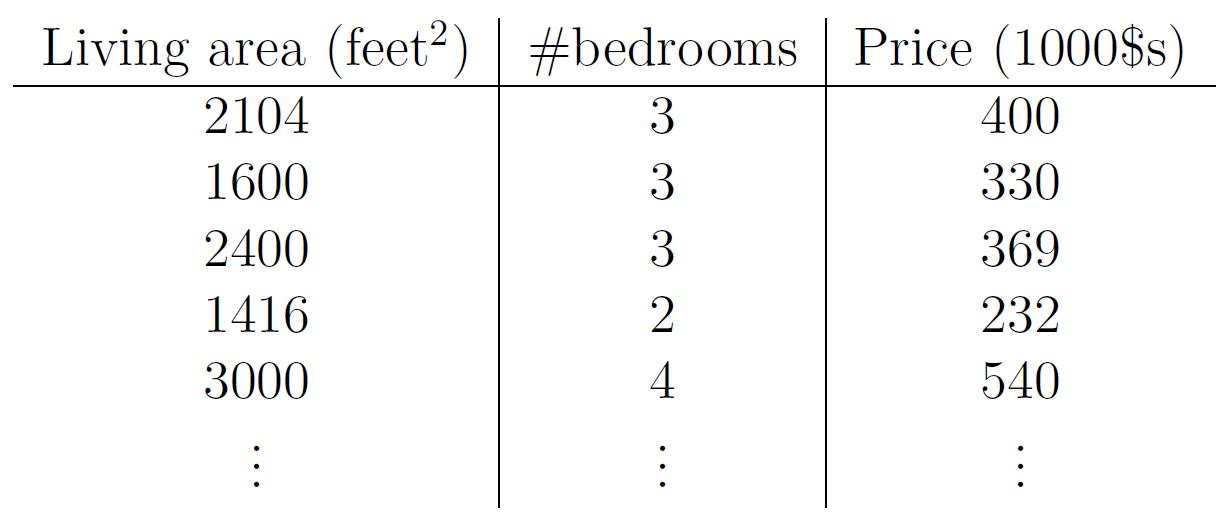 Living area (feet²) #bedrooms Price (1000$s)
2104 3 400
1600 3 330
2400 3 369
1416 2 232
3000 4 540
⋮ ⋮ ⋮